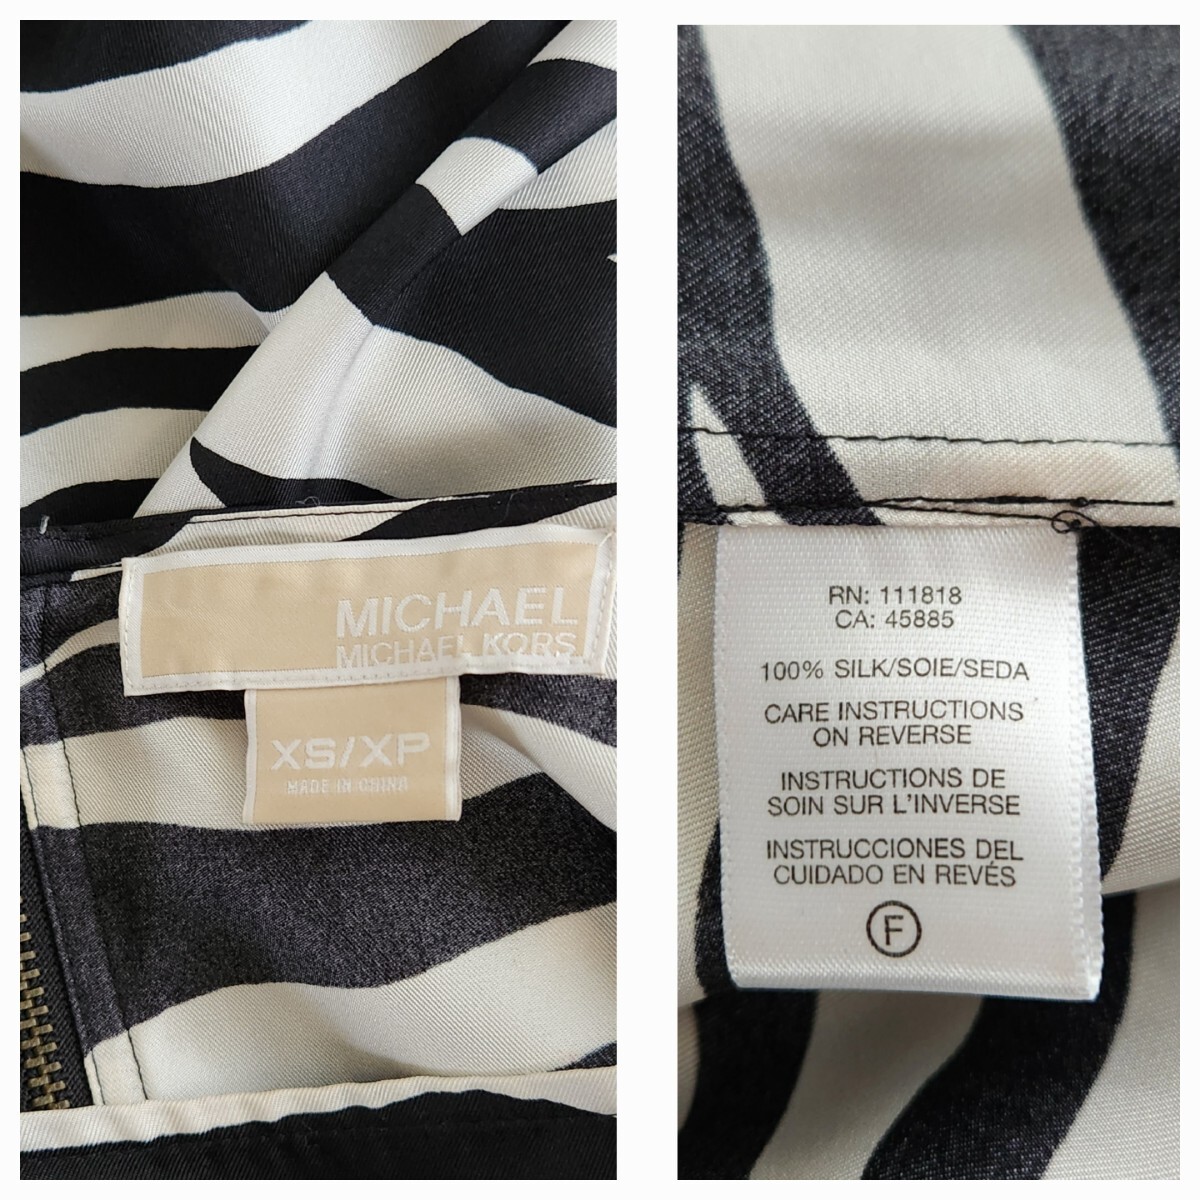 MICHAEL
MICHAEL KORS
XS/XP
MADE IN CHINA
RN: 111818
CA: 45885
100% SILK/SOIE/SEDA
CARE INSTRUCTIONS
ON REVERSE
INSTRUCTIONS DE
SOIN SUR L'INVERSE
INSTRUCCIONES DEL
CUIDADO EN REVÉS
F